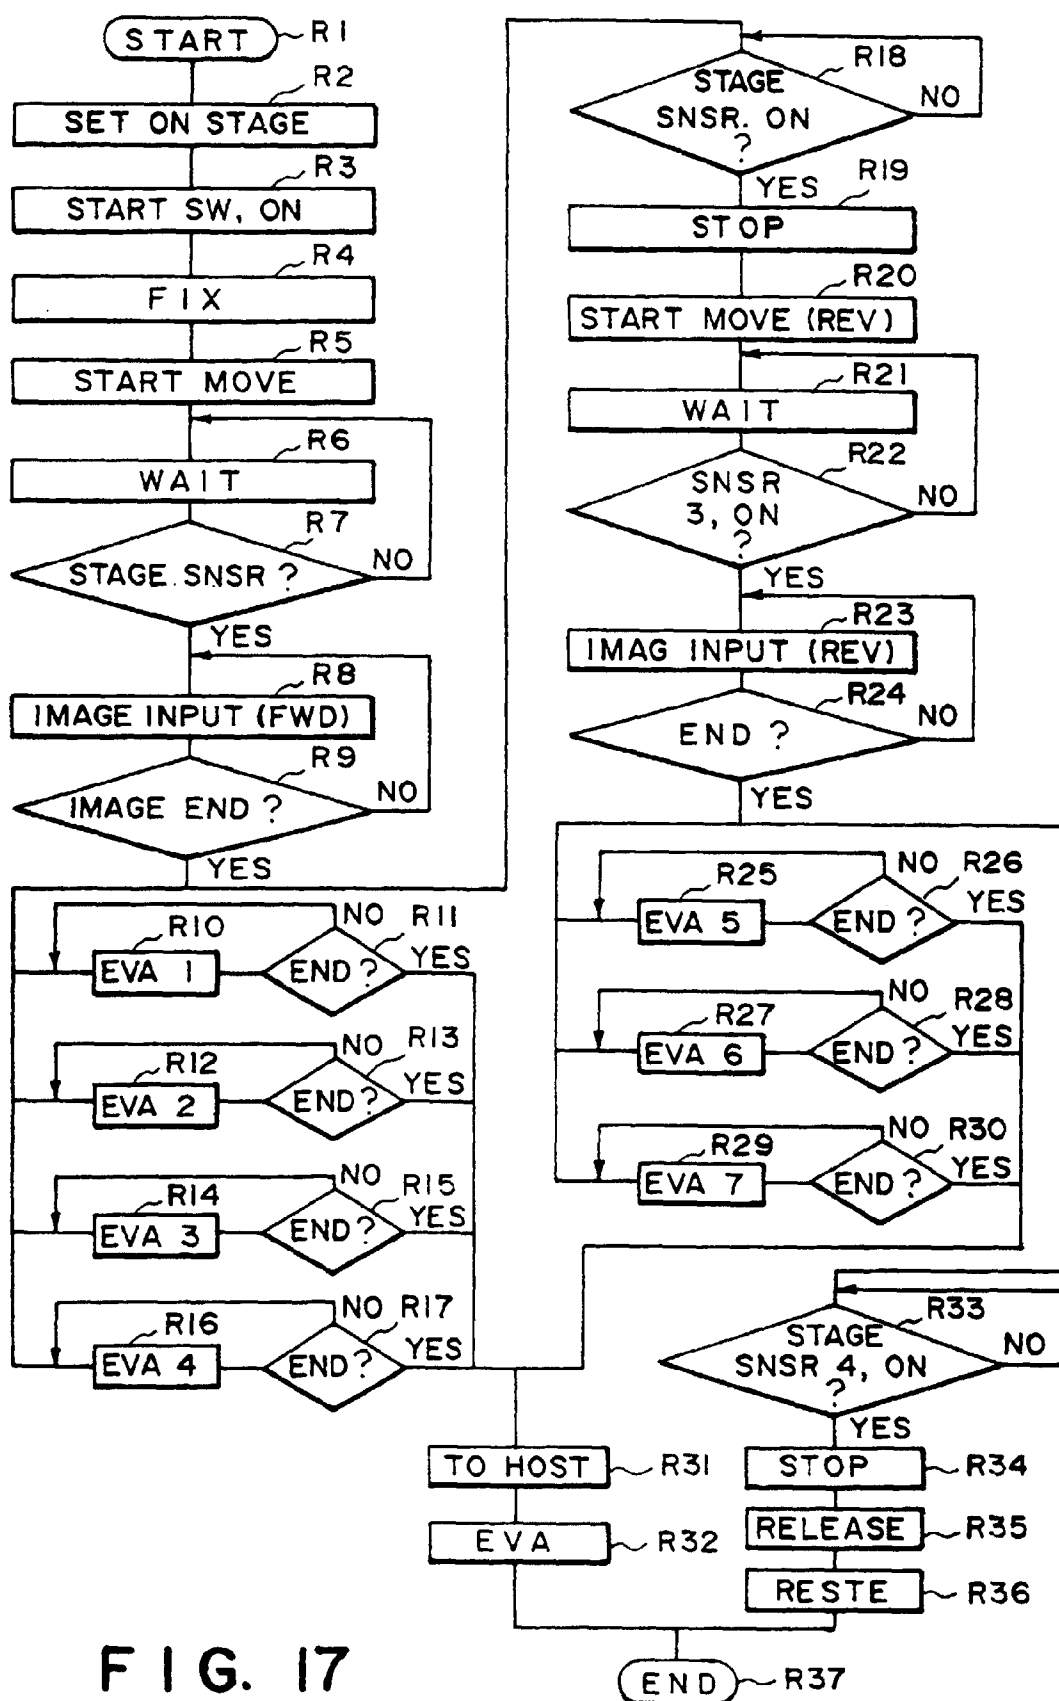 START R1
R2
SET ON STAGE
R3
START SW, ON
R4
FIX
R5
START MOVE
R6
WAIT
R7
STAGE. SNSR ?
NO
YES
R8
IMAGE INPUT (FWD)
R9
IMAGE END ?
NO
YES
R10
EVA 1
NO
R11
END ?
YES
R12
EVA 2
NO
R13
END ?
YES
R14
EVA 3
NO
R15
END ?
YES
R16
EVA 4
NO
R17
END ?
YES
R18
STAGE
SNSR. ON
?
NO
YES
R19
STOP
R20
START MOVE (REV)
R21
WAIT
R22
SNSR
3, ON
?
NO
YES
R23
IMAG INPUT (REV)
R24
END ?
NO
YES
R25
EVA 5
NO
R26
END ?
YES
R27
EVA 6
NO
R28
END ?
YES
R29
EVA 7
NO
R30
END ?
YES
TO HOST R31
EVA R32
R33
STAGE
SNSR 4, ON
?
NO
YES
STOP R34
RELEASE R35
RESTE R36
END R37
FIG. 17